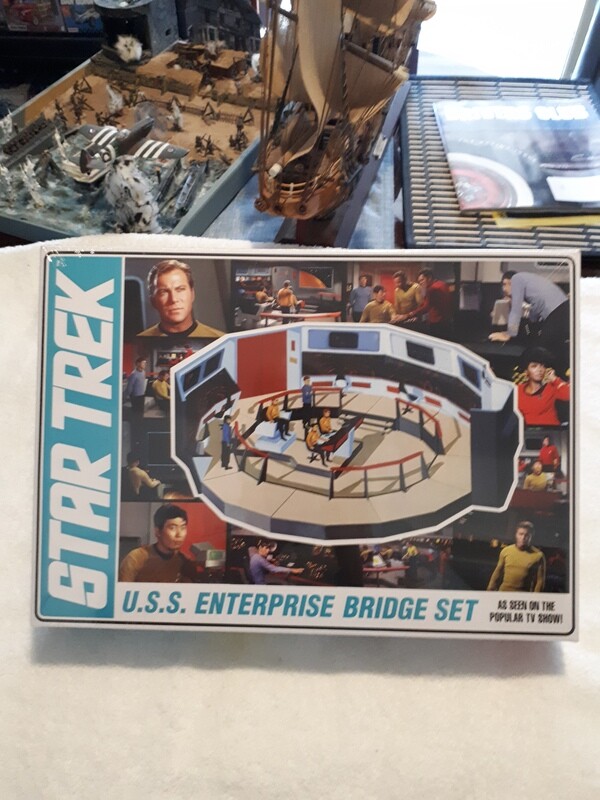 STAR TREK
U.S.S. ENTERPRISE BRIDGE SET
AS SEEN ON THE
POPULAR TV SHOW!